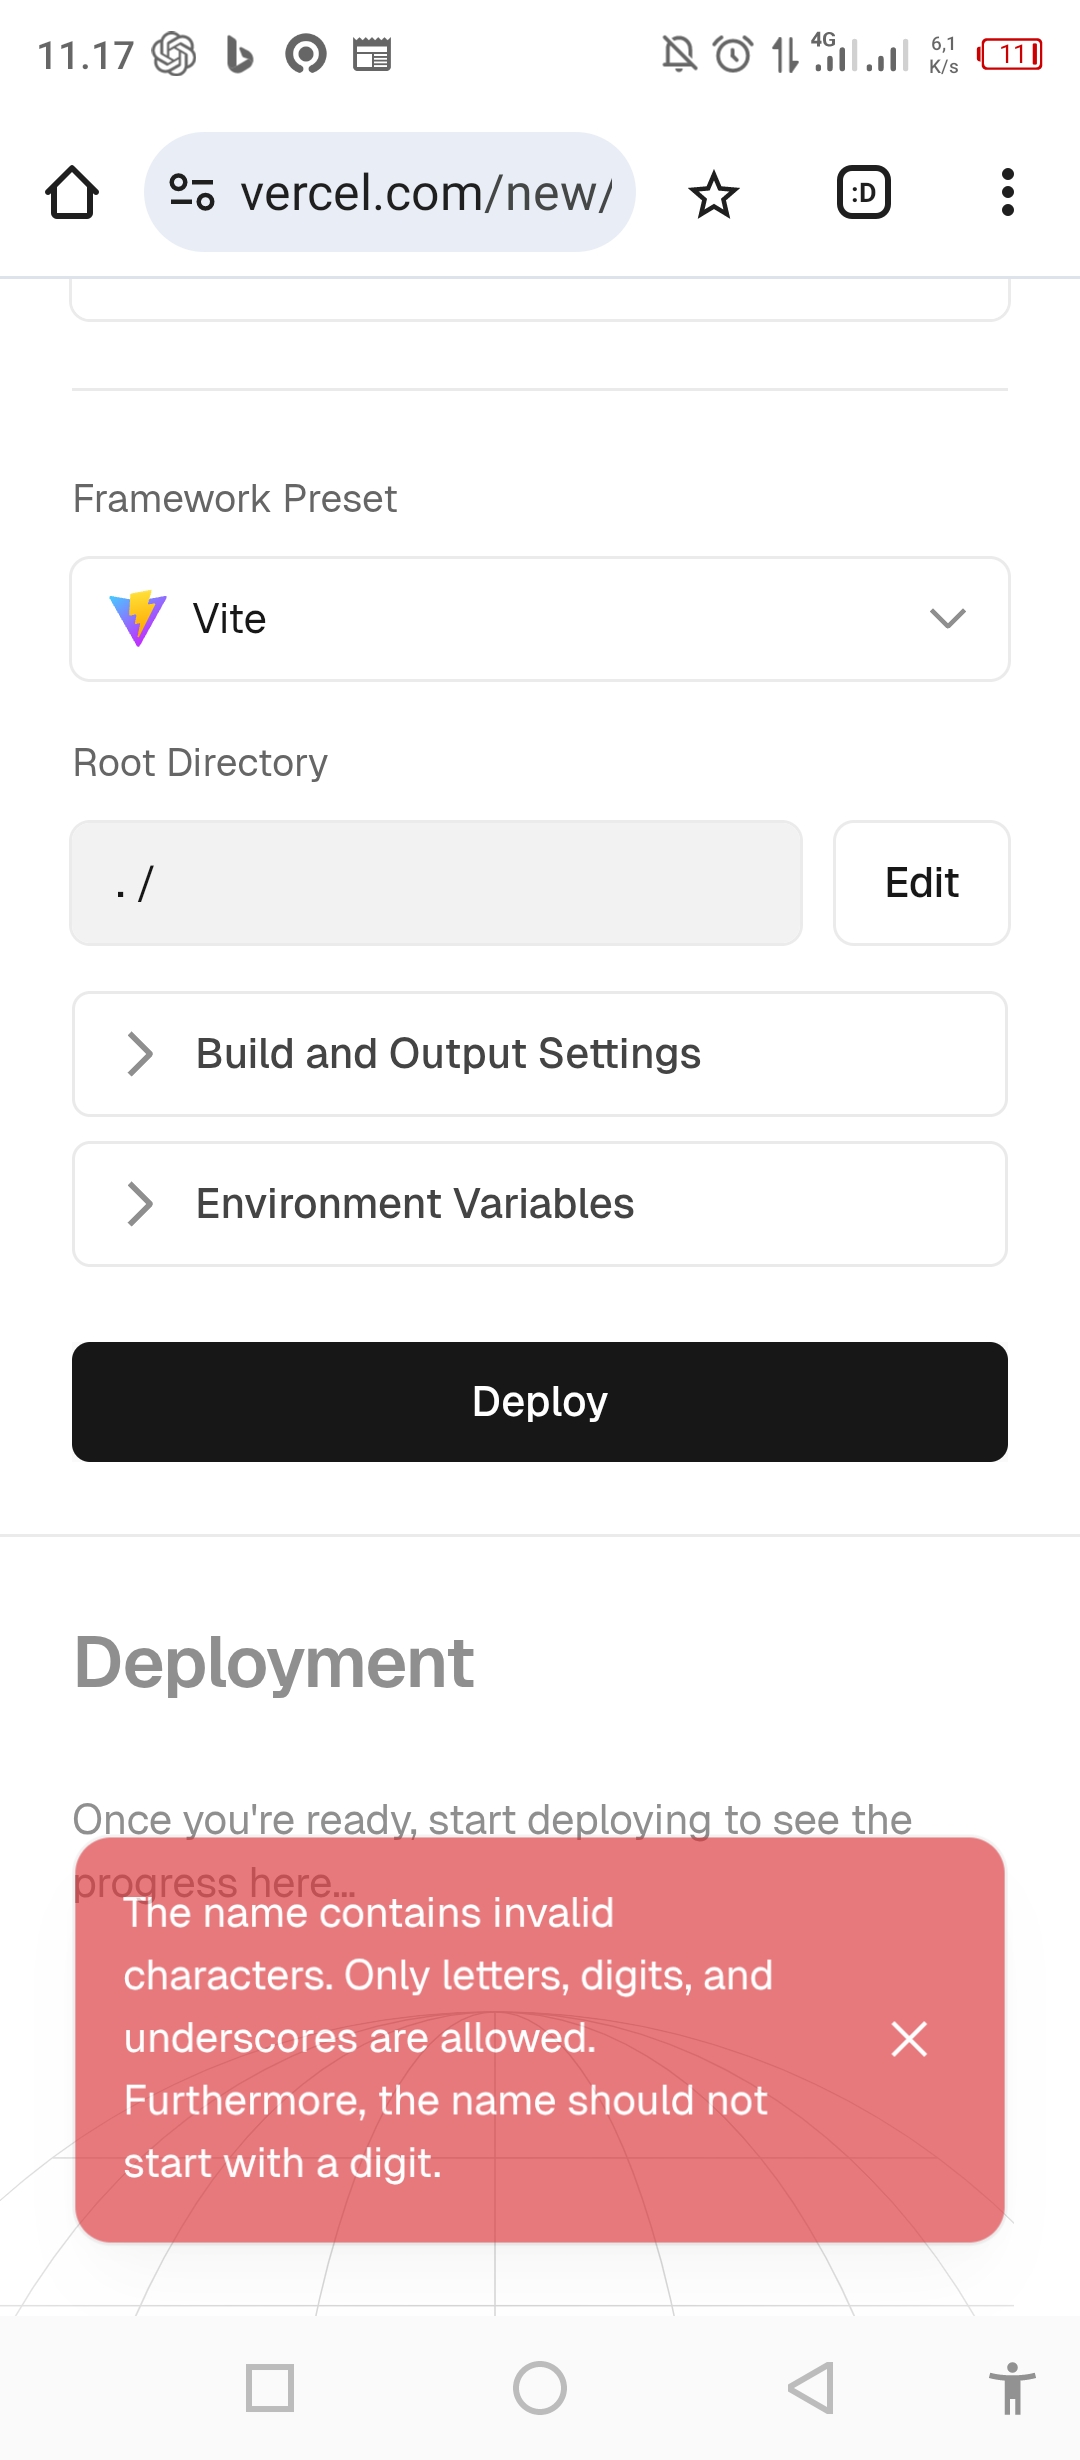 11.17
4G
6,1
K/s
11
vercel.com/new/
:D
Framework Preset
Vite
Root Directory
./
Edit
Build and Output Settings
Environment Variables
Deploy
Deployment
Once you're ready, start deploying to see the
progress here...
The name contains invalid
characters. Only letters, digits, and
underscores are allowed.
Furthermore, the name should not
start with a digit.